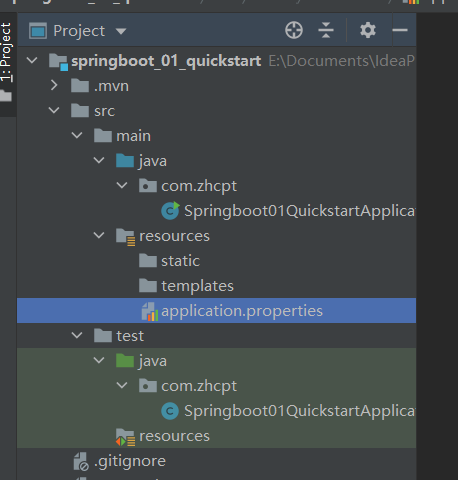 1: Project
Project
springboot_01_quickstart E:\Documents\IdeaP
.mvn
src
main
java
com.zhcpt
Springboot01QuickstartApplica
resources
static
templates
application.properties
test
java
com.zhcpt
Springboot01QuickstartApplica
resources
.gitignore